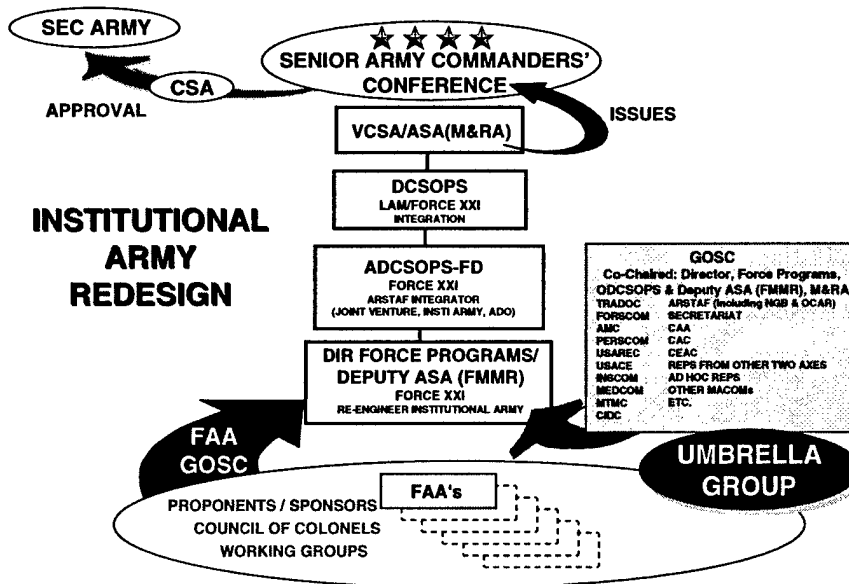 SEC ARMY
CSA
APPROVAL
SENIOR ARMY COMMANDERS'
CONFERENCE
ISSUES
VCSA/ASA(M&RA)
DCSOPS
LAM/FORCE XXI
INTEGRATION
INSTITUTIONAL
ARMY
REDESIGN
ADCSOPS-FD
FORCE XXI
ARSTAF INTEGRATOR
(JOINT VENTURE, INSTI ARMY, ADO)
DIR FORCE PROGRAMS/
DEPUTY ASA (FMMR)
FORCE XXI
RE-ENGINEER INSTITUTIONAL ARMY
GOSC
Co-Chaired: Director, Force Programs,
ODCSOPS & Deputy ASA (FMMR), M&RA
TRADOC ARSTAF (including NGB & OCAR)
FORSCOM SECRETARIAT
AMC CAA
PERSCOM CAC
USAREC CEAC
USACE REPS FROM OTHER TWO AXES
INSCOM AD HOC REPS
MEDCOM OTHER MACOMs
MTMC ETC.
CIDC
FAA
GOSC
UMBRELLA
GROUP
FAA's
PROPONENTS / SPONSORS
COUNCIL OF COLONELS
WORKING GROUPS